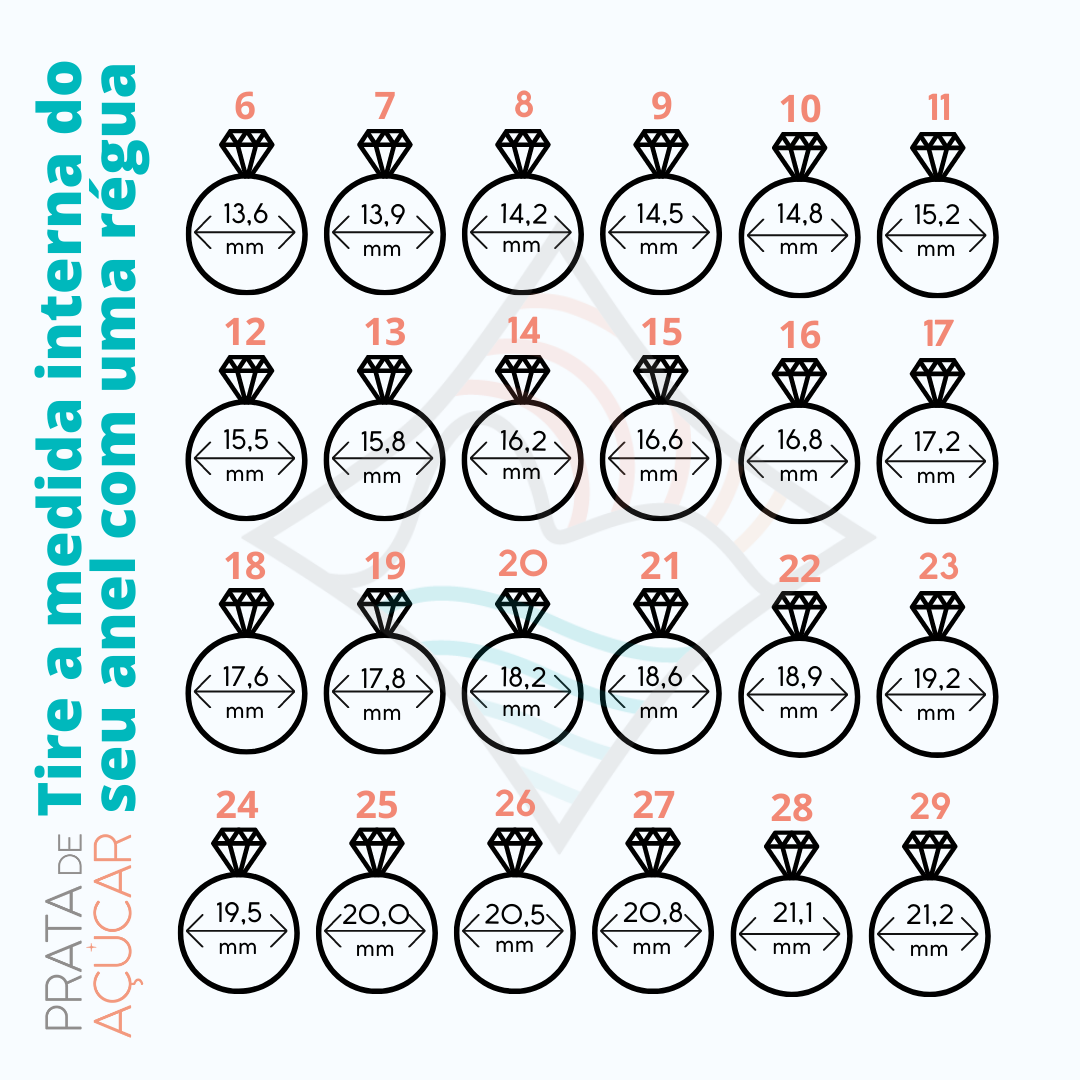 Tire a medida interna do
seu anel com uma régua
PRATA DE
AÇÚCAR
6 7 8 9 10 11
13,6 13,9 14,2 14,5 14,8 15,2
mm mm mm mm mm mm
12 13 14 15 16 17
15,5 15,8 16,2 16,6 16,8 17,2
mm mm mm mm mm mm
18 19 20 21 22 23
17,6 17,8 18,2 18,6 18,9 19,2
mm mm mm mm mm mm
24 25 26 27 28 29
19,5 20,0 20,5 20,8 21,1 21,2
mm mm mm mm mm mm